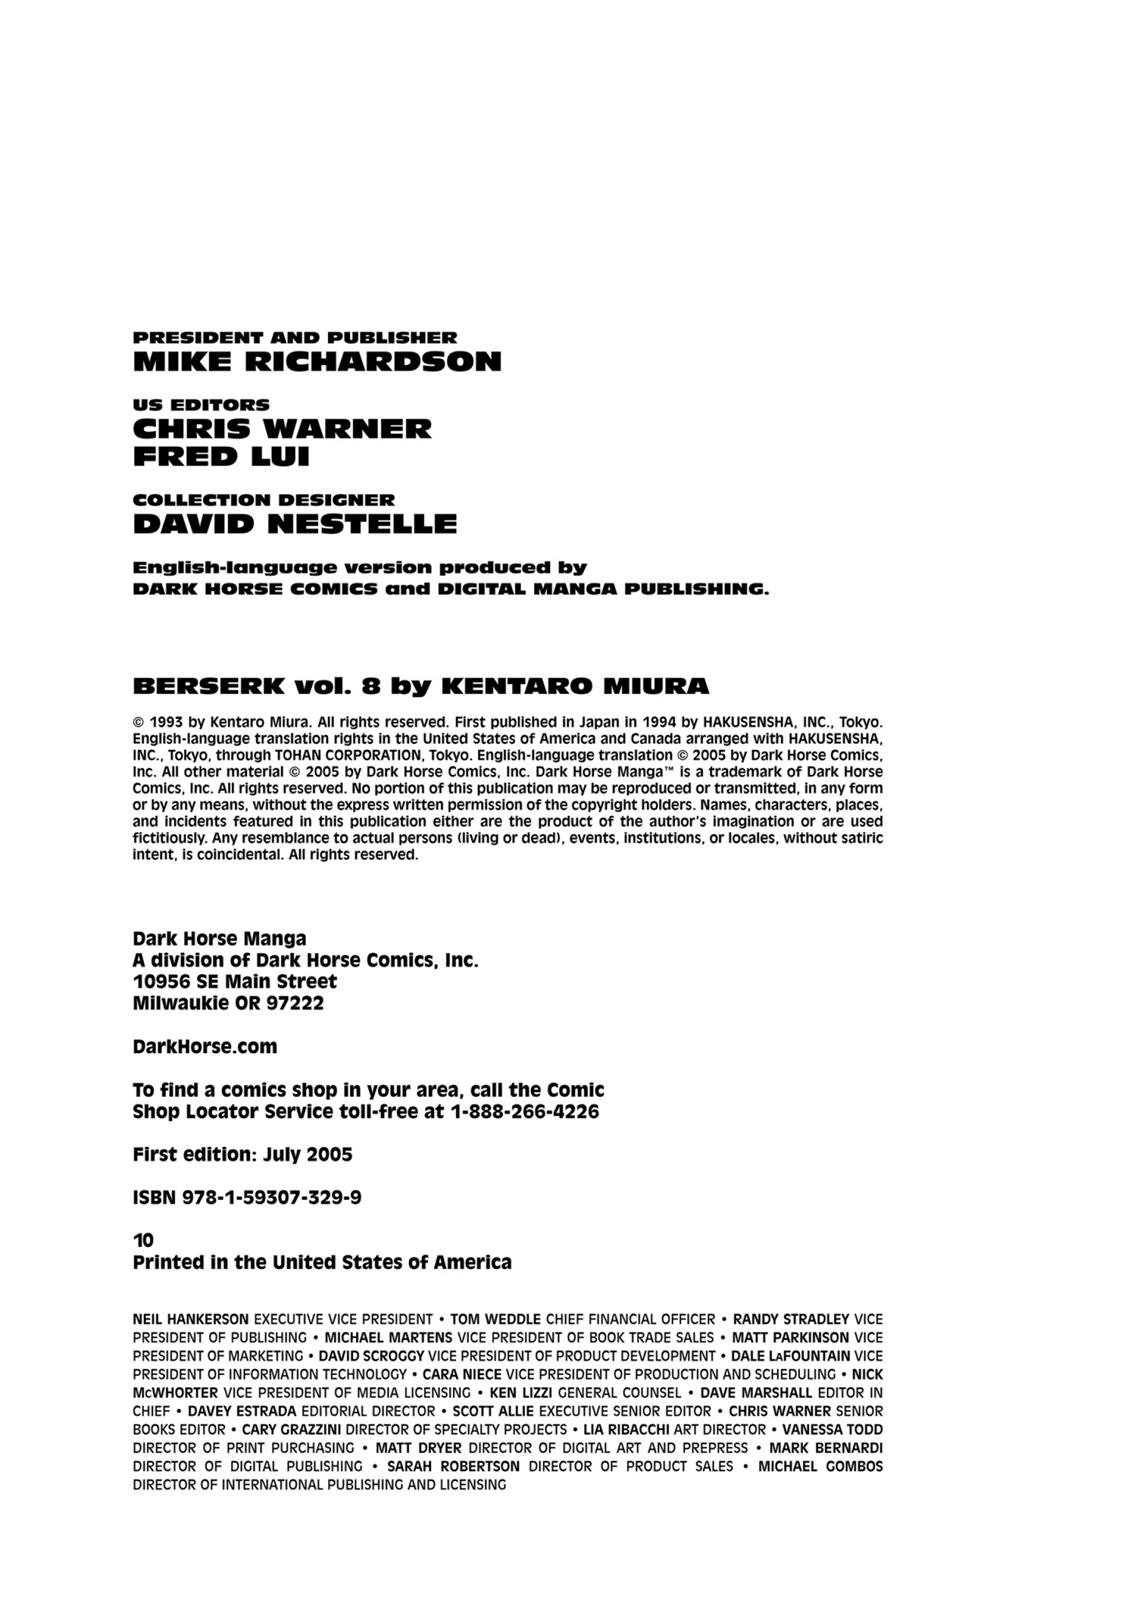 PRESIDENT AND PUBLISHER
MIKE RICHARDSON
US EDITORS
CHRIS WARNER
FRED LUI
COLLECTION DESIGNER
DAVID NESTELLE
English-language version produced by
DARK HORSE COMICS and DIGITAL MANGA PUBLISHING.
BERSERK vol. 8 by KENTARO MIURA
© 1993 by Kentaro Miura. All rights reserved. First published in Japan in 1994 by HAKUSENSHA, INC., Tokyo.
English-language translation rights in the United States of America and Canada arranged with HAKUSENSHA,
INC., Tokyo, through TOHAN CORPORATION, Tokyo. English-language translation © 2005 by Dark Horse Comics,
Inc. All other material © 2005 by Dark Horse Comics, Inc. Dark Horse Manga™ is a trademark of Dark Horse
Comics, Inc. All rights reserved. No portion of this publication may be reproduced or transmitted, in any form
or by any means, without the express written permission of the copyright holders. Names, characters, places,
and incidents featured in this publication either are the product of the author's imagination or are used
fictitiously. Any resemblance to actual persons (living or dead), events, institutions, or locales, without satiric
intent, is coincidental. All rights reserved.
Dark Horse Manga
A division of Dark Horse Comics, Inc.
10956 SE Main Street
Milwaukie OR 97222
DarkHorse.com
To find a comics shop in your area, call the Comic
Shop Locator Service toll-free at 1-888-266-4226
First edition: July 2005
ISBN 978-1-59307-329-9
10
Printed in the United States of America
NEIL HANKERSON EXECUTIVE VICE PRESIDENT • TOM WEDDLE CHIEF FINANCIAL OFFICER • RANDY STRADLEY VICE
PRESIDENT OF PUBLISHING • MICHAEL MARTENS VICE PRESIDENT OF BOOK TRADE SALES • MATT PARKINSON VICE
PRESIDENT OF MARKETING • DAVID SCROGGY VICE PRESIDENT OF PRODUCT DEVELOPMENT • DALE LaFOUNTAIN VICE
PRESIDENT OF INFORMATION TECHNOLOGY • CARA NIECE VICE PRESIDENT OF PRODUCTION AND SCHEDULING • NICK
McWHORTER VICE PRESIDENT OF MEDIA LICENSING • KEN LIZZI GENERAL COUNSEL • DAVE MARSHALL EDITOR IN
CHIEF • DAVEY ESTRADA EDITORIAL DIRECTOR • SCOTT ALLIE EXECUTIVE SENIOR EDITOR • CHRIS WARNER SENIOR
BOOKS EDITOR • CARY GRAZZINI DIRECTOR OF SPECIALTY PROJECTS • LIA RIBACCHI ART DIRECTOR • VANESSA TODD
DIRECTOR OF PRINT PURCHASING • MATT DRYER DIRECTOR OF DIGITAL ART AND PREPRESS • MARK BERNARDI
DIRECTOR OF DIGITAL PUBLISHING • SARAH ROBERTSON DIRECTOR OF PRODUCT SALES • MICHAEL GOMBOS
DIRECTOR OF INTERNATIONAL PUBLISHING AND LICENSING